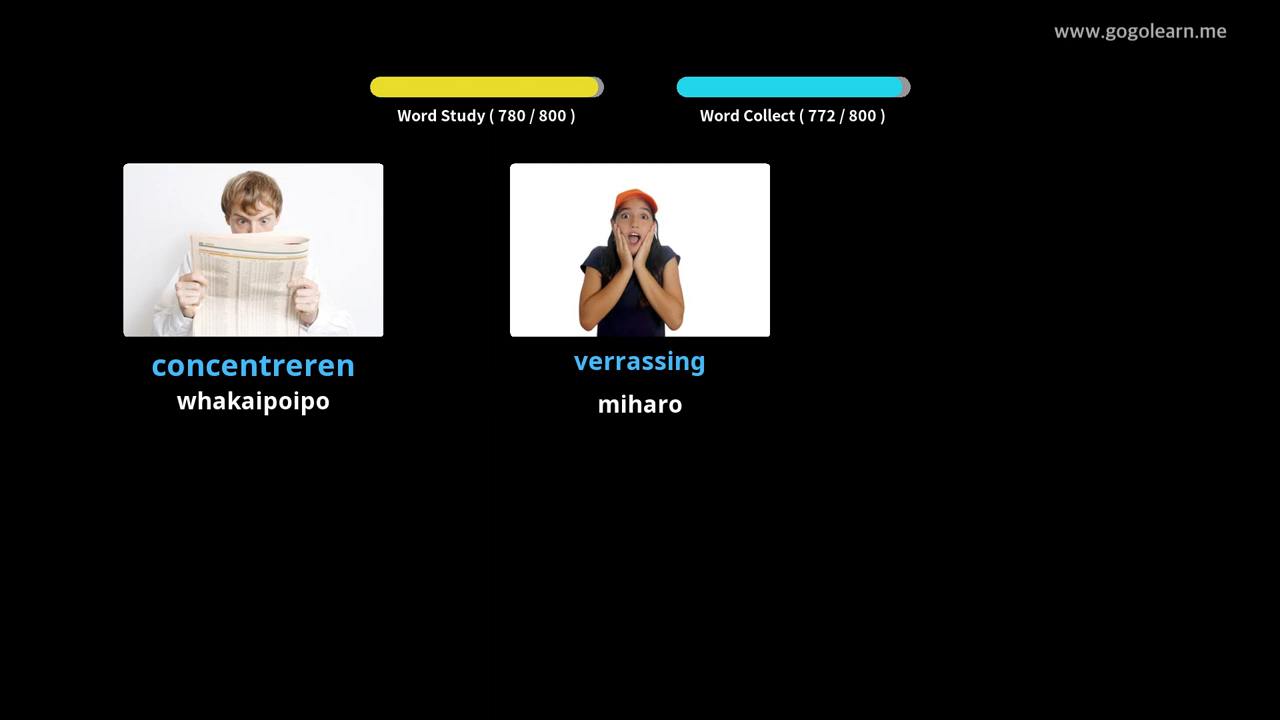 www.gogolearn.me
Word Study ( 780 / 800 )
Word Collect ( 772 / 800 )
concentreren
whakaipoipo
verrassing
miharo